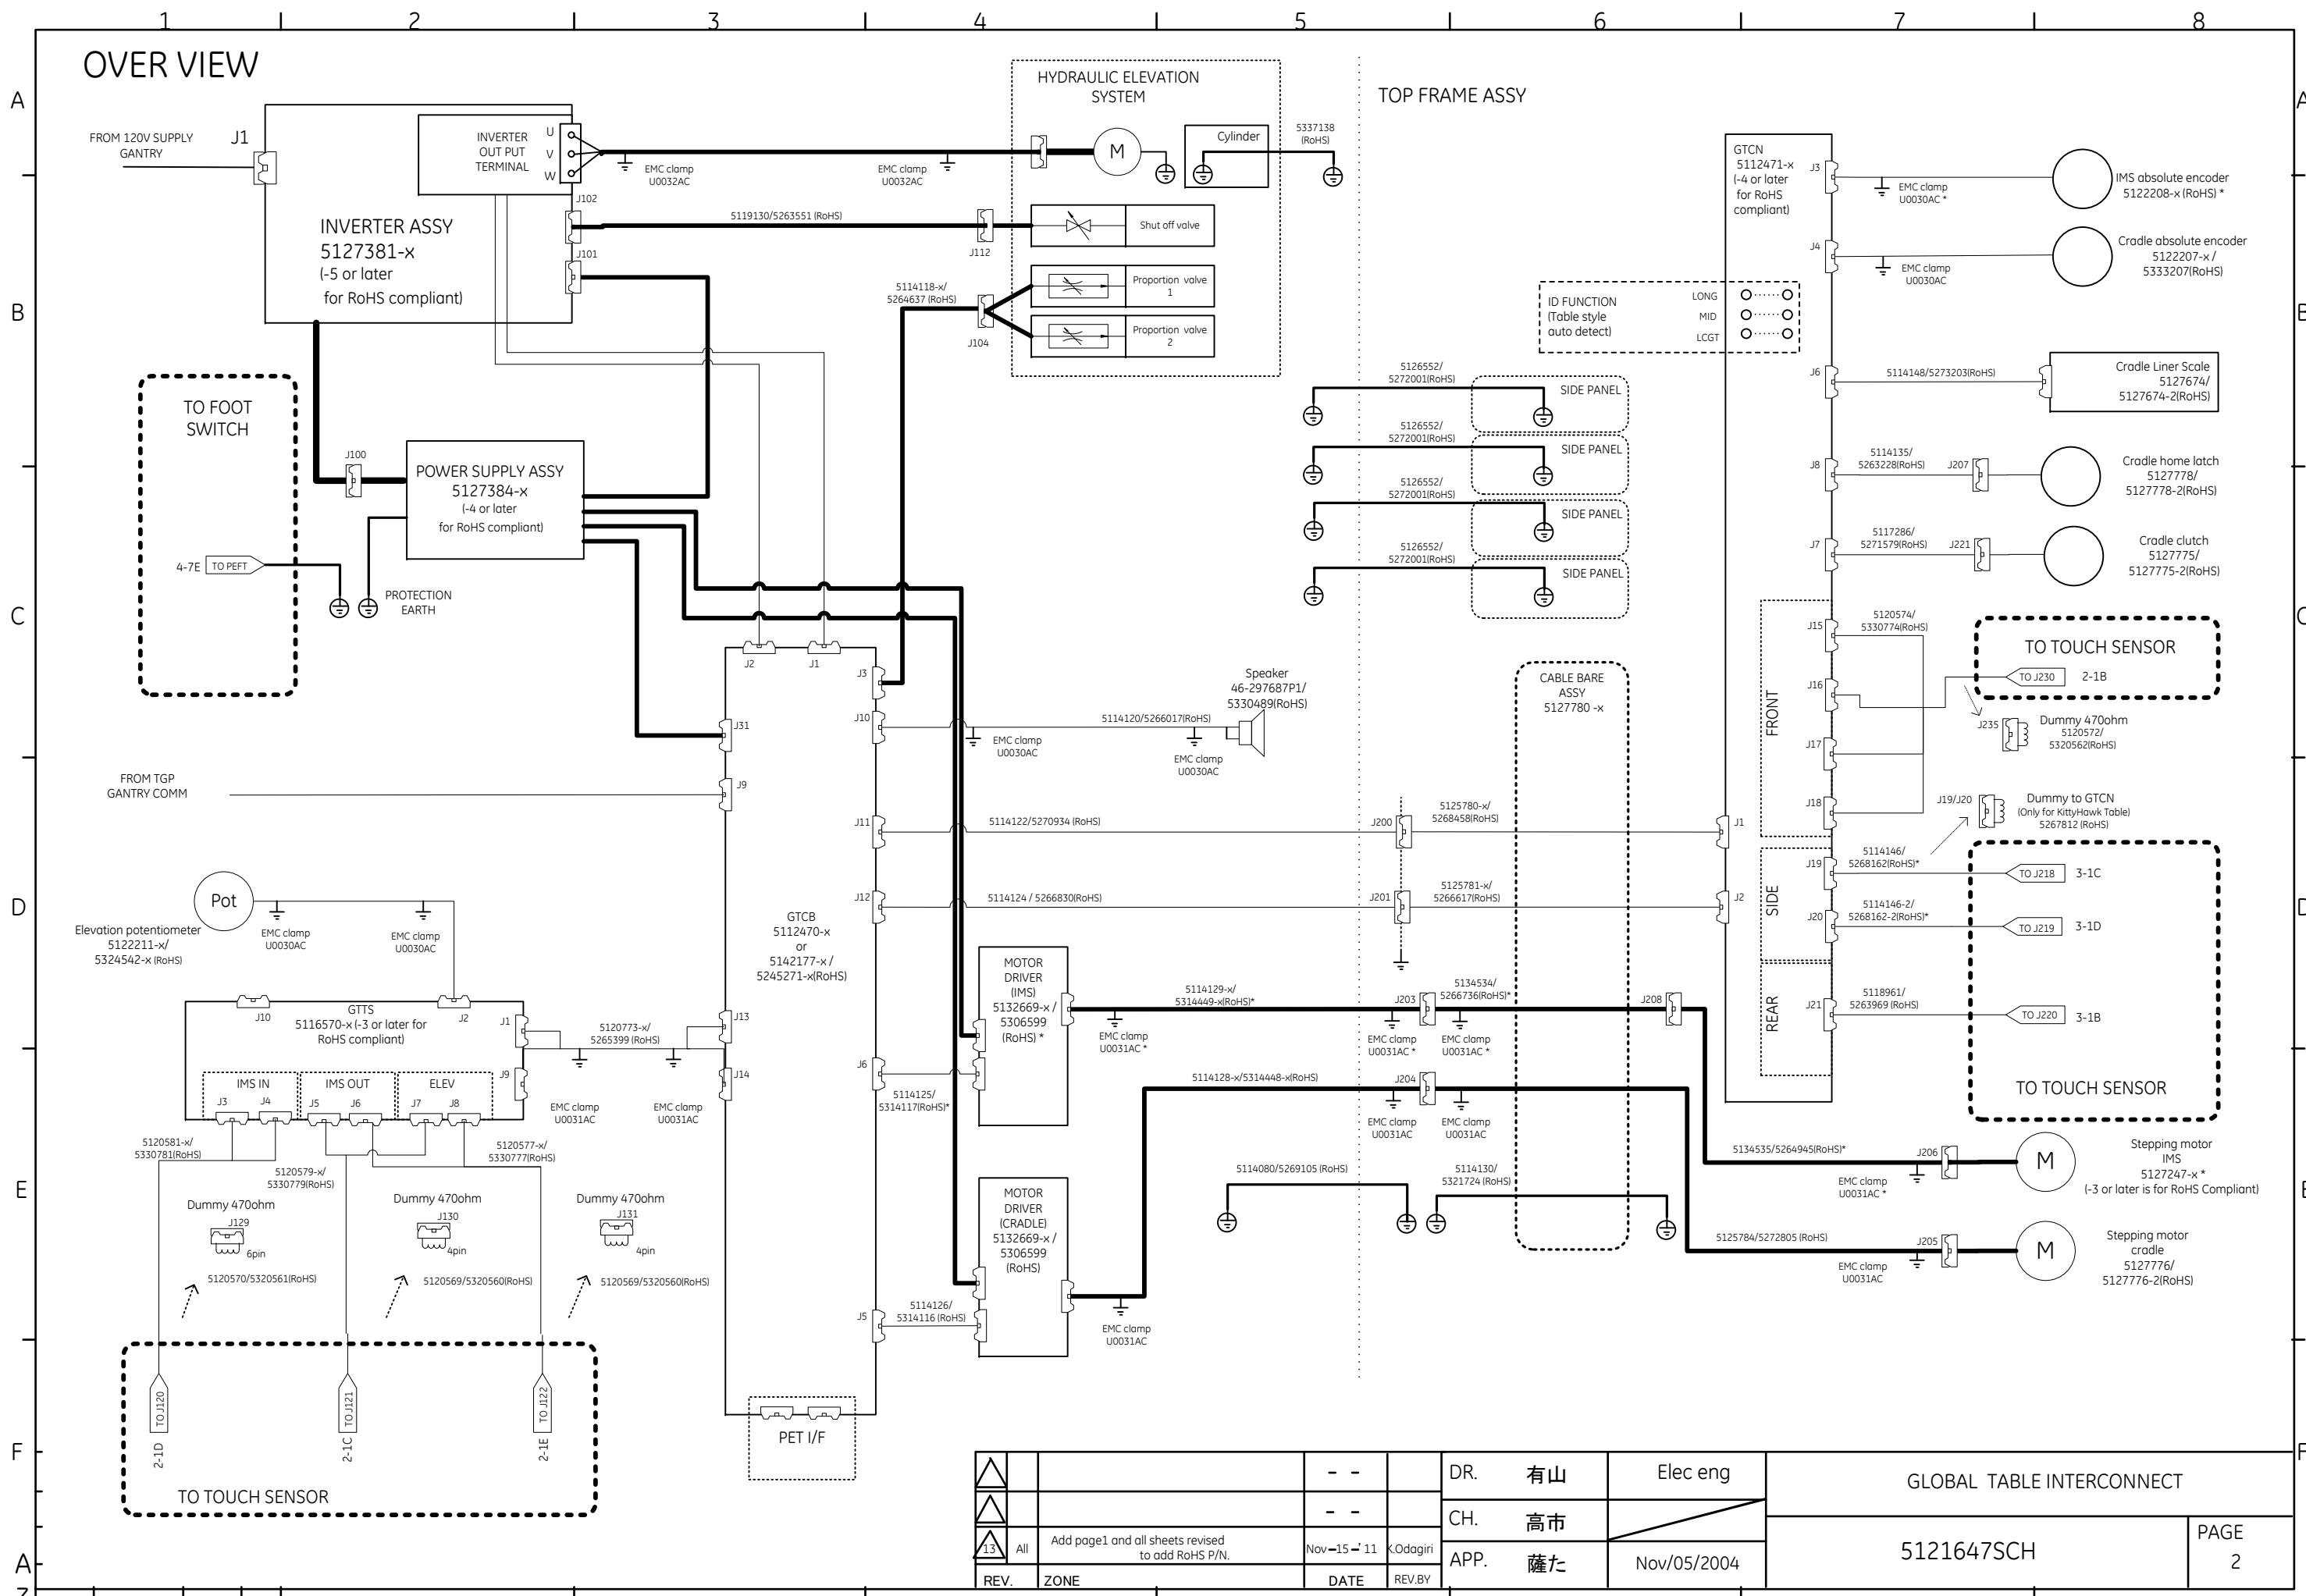 1 2 3 4 5 6 7 8
OVER VIEW
A
B
C
D
E
F
A
FROM 120V SUPPLY
GANTRY
J1
INVERTER
OUT PUT
TERMINAL
U
V
W
INVERTER ASSY
5127381-x
(-5 or later
for RoHS compliant)
J102
J101
EMC clamp
U0032AC
EMC clamp
U0032AC
5119130/5263551 (RoHS)
J112
5114118-x/
5264637 (RoHS)
J104
HYDRAULIC ELEVATION
SYSTEM
M
Cylinder
5337138
(RoHS)
Shut off valve
Proportion valve
1
Proportion valve
2
TO FOOT
SWITCH
4-7E
TO PEFT
J100
POWER SUPPLY ASSY
5127384-x
(-4 or later
for RoHS compliant)
PROTECTION
EARTH
TOP FRAME ASSY
5126552/
5272001(RoHS)
SIDE PANEL
5126552/
5272001(RoHS)
SIDE PANEL
5126552/
5272001(RoHS)
SIDE PANEL
5126552/
5272001(RoHS)
SIDE PANEL
ID FUNCTION
(Table style
auto detect)
LONG
MID
LCGT
GTCN
5112471-x
(-4 or later
for RoHS
compliant)
J3
EMC clamp
U0030AC *
IMS absolute encoder
5122208-x (RoHS) *
J4
EMC clamp
U0030AC
Cradle absolute encoder
5122207-x /
5333207(RoHS)
J6
5114148/5273203(RoHS)
Cradle Liner Scale
5127674/
5127674-2(RoHS)
J8
5114135/
5263228(RoHS)
J207
Cradle home latch
5127778/
5127778-2(RoHS)
J7
5117286/
5271579(RoHS)
J221
Cradle clutch
5127775/
5127775-2(RoHS)
FRONT
J15
5120574/
5330774(RoHS)
J16
J17
J18
TO TOUCH SENSOR
TO J230
2-1B
J235
Dummy 470ohm
5120572/
5320562(RoHS)
J19/J20
Dummy to GTCN
(Only for KittyHawk Table)
5267812 (RoHS)
SIDE
J19
5114146/
5268162(RoHS)*
TO J218
3-1C
J20
5114146-2/
5268162-2(RoHS)*
TO J219
3-1D
REAR
J21
5118961/
5263969 (RoHS)
TO J220
3-1B
TO TOUCH SENSOR
FROM TGP
GANTRY COMM
Pot
Elevation potentiometer
5122211-x/
5324542-x (RoHS)
EMC clamp
U0030AC
EMC clamp
U0030AC
J10
J2
GTTS
5116570-x (-3 or later for
RoHS compliant)
J1
J9
IMS IN
J3
J4
IMS OUT
J5
J6
ELEV
J7
J8
5120773-x/
5265399 (RoHS)
EMC clamp
U0031AC
EMC clamp
U0031AC
5120581-x/
5330781(RoHS)
5120579-x/
5330779(RoHS)
5120577-x/
5330777(RoHS)
Dummy 470ohm
J129
6pin
5120570/5320561(RoHS)
Dummy 470ohm
J130
4pin
5120569/5320560(RoHS)
Dummy 470ohm
J131
4pin
5120569/5320560(RoHS)
TO J120
2-1D
TO J121
2-1C
TO J122
2-1E
TO TOUCH SENSOR
J2
J1
J3
J31
J10
J9
J11
J12
GTCB
5112470-x
or
5142177-x /
5245271-x(RoHS)
J13
J14
J6
J5
PET I/F
EMC clamp
U0030AC
5114120/5266017(RoHS)
EMC clamp
U0030AC
Speaker
46-297687P1/
5330489(RoHS)
CABLE BARE
ASSY
5127780 -x
5114122/5270934 (RoHS)
J200
5125780-x/
5268458(RoHS)
J1
5114124 / 5266830(RoHS)
J201
5125781-x/
5266617(RoHS)
J2
MOTOR
DRIVER
(IMS)
5132669-x /
5306599
(RoHS) *
5114125/
5314117(RoHS)*
EMC clamp
U0031AC *
5114129-x/
5314449-x(RoHS)*
J203
5134534/
5266736(RoHS)*
J208
EMC clamp
U0031AC *
EMC clamp
U0031AC *
5114128-x/5314448-x(RoHS)
J204
EMC clamp
U0031AC
EMC clamp
U0031AC
5114080/5269105 (RoHS)
5114130/
5321724 (RoHS)
MOTOR
DRIVER
(CRADLE)
5132669-x /
5306599
(RoHS)
5114126/
5314116 (RoHS)
EMC clamp
U0031AC
5134535/5264945(RoHS)*
J206
EMC clamp
U0031AC *
M
Stepping motor
IMS
5127247-x *
(-3 or later is for RoHS Compliant)
5125784/5272805 (RoHS)
J205
EMC clamp
U0031AC
M
Stepping motor
cradle
5127776/
5127776-2(RoHS)
- -
- -
13 All Add page1 and all sheets revised
to add RoHS P/N.
Nov-15-'11 K.Odagiri
REV. ZONE DATE REV.BY
DR. 有山 Elec eng
CH. 高市
APP. 薩た Nov/05/2004
GLOBAL TABLE INTERCONNECT
5121647SCH
PAGE
2